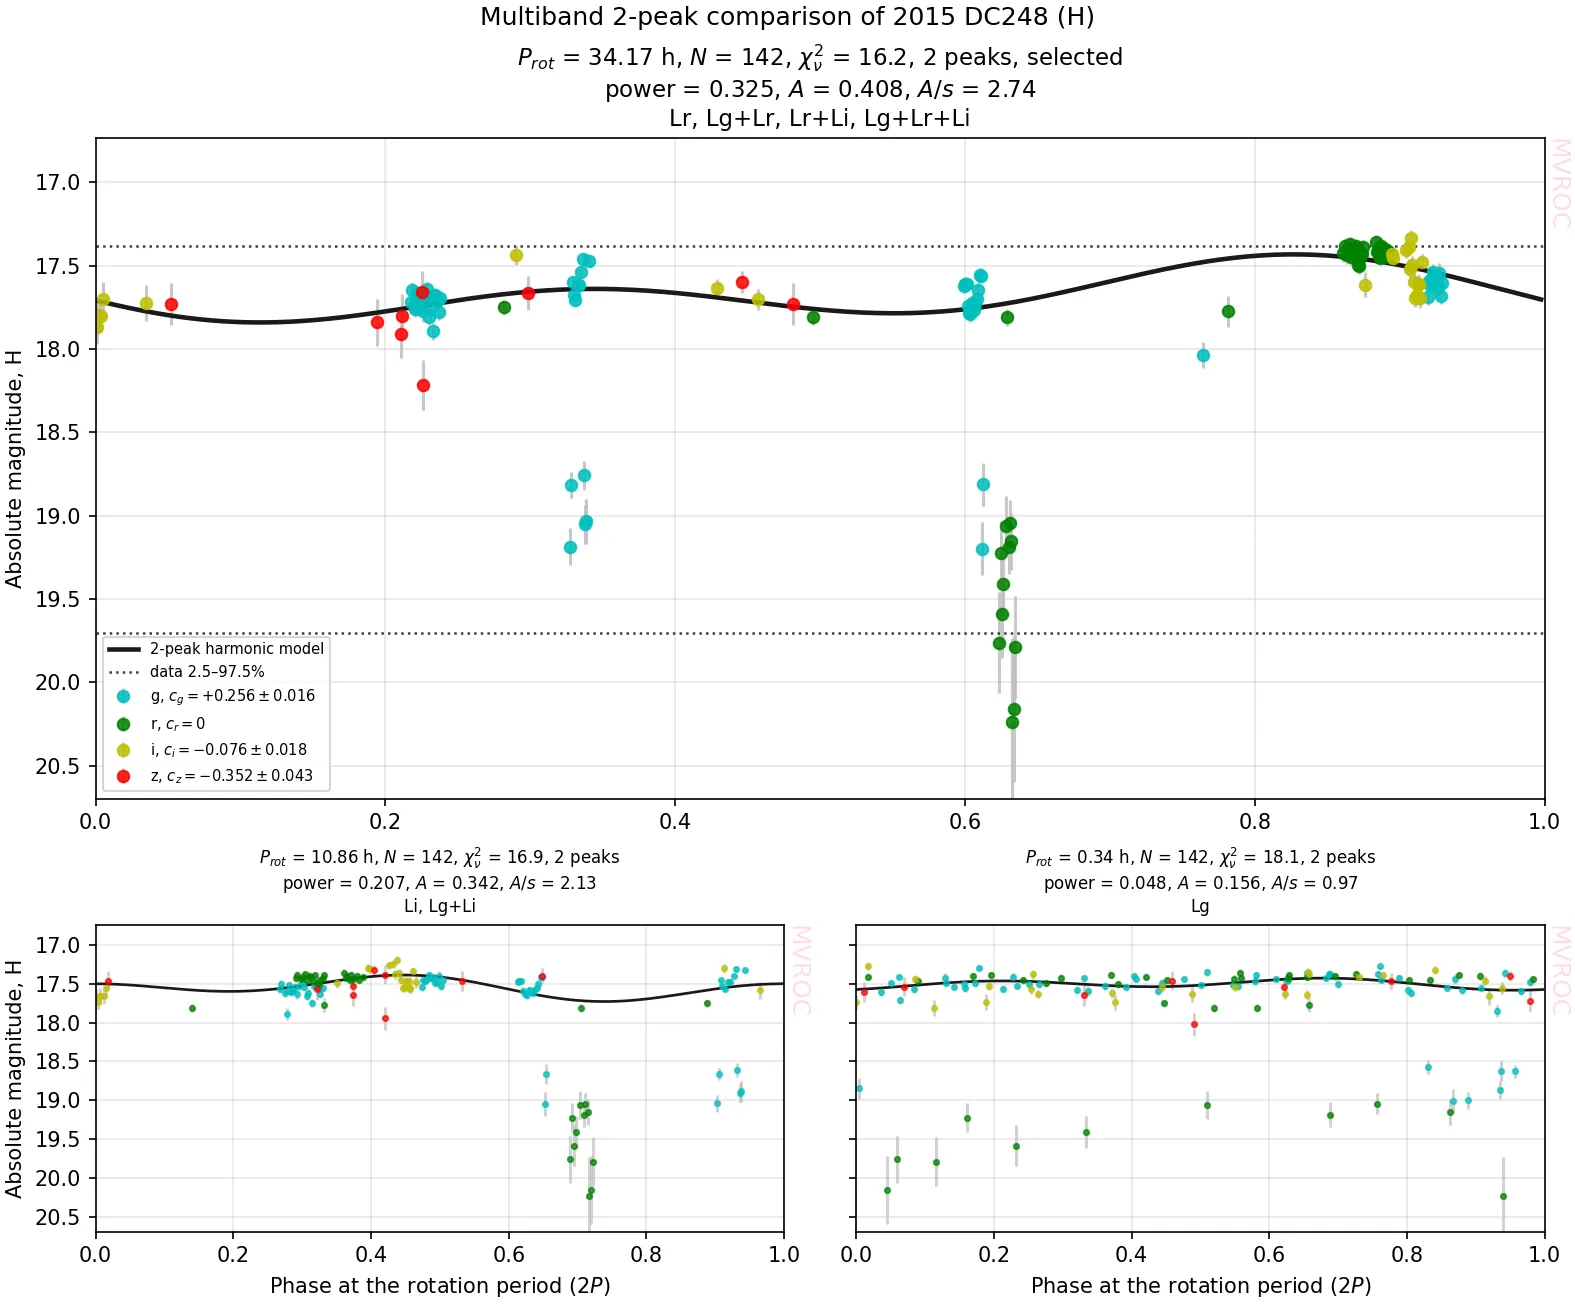 Multiband 2-peak comparison of 2015 DC248 (H)
P_rot = 34.17 h, N = 142, χ²_ν = 16.2, 2 peaks, selected
power = 0.325, A = 0.408, A/s = 2.74
Lr, Lg+Lr, Lr+Li, Lg+Lr+Li
MVROC
Absolute magnitude, H
17.0
17.5
18.0
18.5
19.0
19.5
20.0
20.5
2-peak harmonic model
data 2.5–97.5%
g, c_g = +0.256 ± 0.016
r, c_r = 0
i, c_i = −0.076 ± 0.018
z, c_z = −0.352 ± 0.043
0.0 0.2 0.4 0.6 0.8 1.0
P_rot = 10.86 h, N = 142, χ²_ν = 16.9, 2 peaks
power = 0.207, A = 0.342, A/s = 2.13
Li, Lg+Li
MVROC
Absolute magnitude, H
17.0
17.5
18.0
18.5
19.0
19.5
20.0
20.5
0.0 0.2 0.4 0.6 0.8 1.0
Phase at the rotation period (2P)
P_rot = 0.34 h, N = 142, χ²_ν = 18.1, 2 peaks
power = 0.048, A = 0.156, A/s = 0.97
Lg
MVROC
0.0 0.2 0.4 0.6 0.8 1.0
Phase at the rotation period (2P)